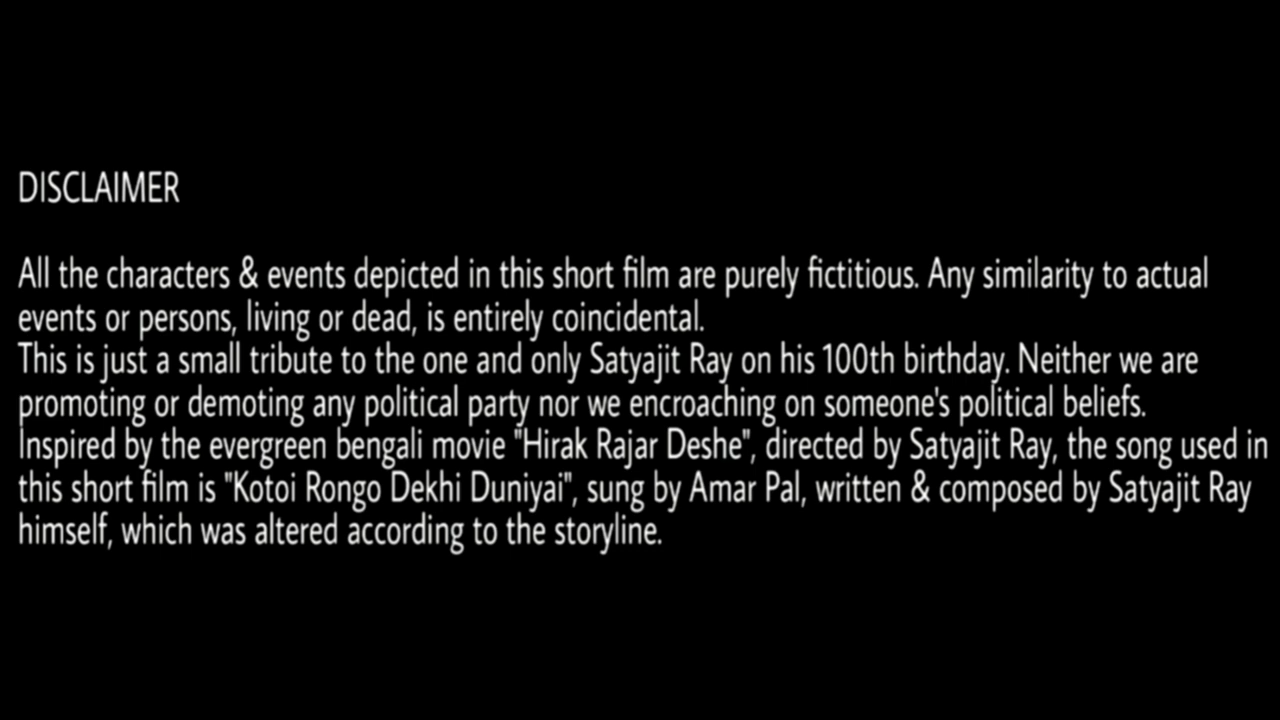 DISCLAIMER
All the characters & events depicted in this short film are purely fictitious. Any similarity to actual
events or persons, living or dead, is entirely coincidental.
This is just a small tribute to the one and only Satyajit Ray on his 100th birthday. Neither we are
promoting or demoting any political party nor we encroaching on someone's political beliefs.
Inspired by the evergreen bengali movie "Hirak Rajar Deshe", directed by Satyajit Ray, the song used in
this short film is "Kotoi Rongo Dekhi Duniyai", sung by Amar Pal, written & composed by Satyajit Ray
himself, which was altered according to the storyline.